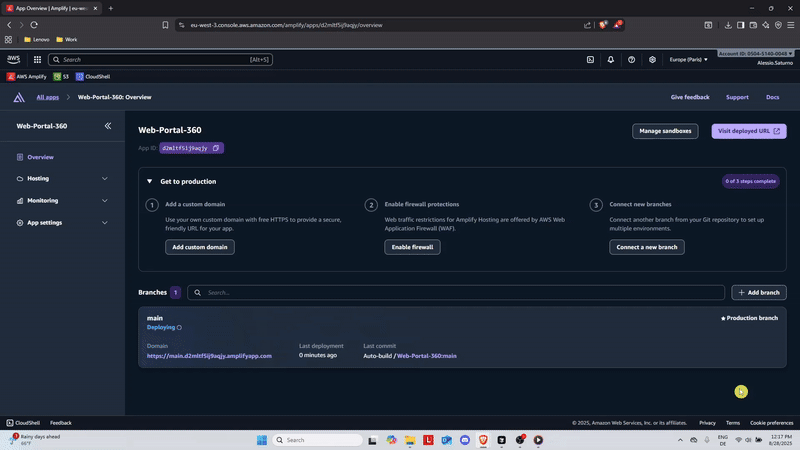 App Overview | Amplify | eu-wes
eu-west-3.console.aws.amazon.com/amplify/apps/d2mltf5ij9aqjy/overview
Lenovo
Work
aws
Search
[Alt+S]
Europe (Paris)
Account ID: 0504-5140-0048
Alessio.Saturno
AWS Amplify
S3
CloudShell
All apps
Web-Portal-360: Overview
Give feedback
Support
Docs
Web-Portal-360
Overview
Hosting
Monitoring
App settings
Web-Portal-360
App ID:
d2mltf5ij9aqjy
Manage sandboxes
Visit deployed URL
Get to production
0 of 3 steps complete
1
Add a custom domain
Use your own custom domain with free HTTPS to provide a secure,
friendly URL for your app.
Add custom domain
2
Enable firewall protections
Web traffic restrictions for Amplify Hosting are offered by AWS Web
Application Firewall (WAF).
Enable firewall
3
Connect new branches
Connect another branch from your Git repository to set up
multiple environments.
Connect a new branch
Branches
1
Search...
Add branch
main
Deploying
Production branch
Domain
https://main.d2mltf5ij9aqjy.amplifyapp.com
Last deployment
0 minutes ago
Last commit
Auto-build / Web-Portal-360:main
CloudShell
Feedback
© 2025, Amazon Web Services, Inc. or its affiliates.
Privacy
Terms
Cookie preferences
Rainy days ahead
Search
ENG
DE
12:17 PM
6/28/2025